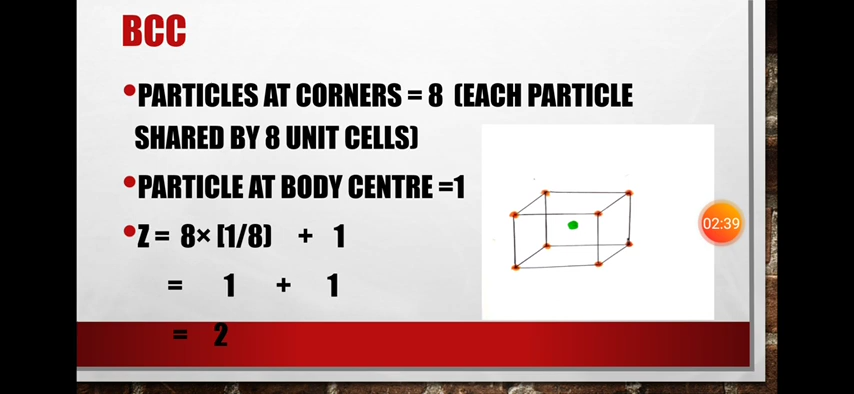 BCC
•PARTICLES AT CORNERS = 8 (EACH PARTICLE
SHARED BY 8 UNIT CELLS)
•PARTICLE AT BODY CENTRE =1
•Z = 8× [1/8) + 1
= 1 + 1
= 2
02:39